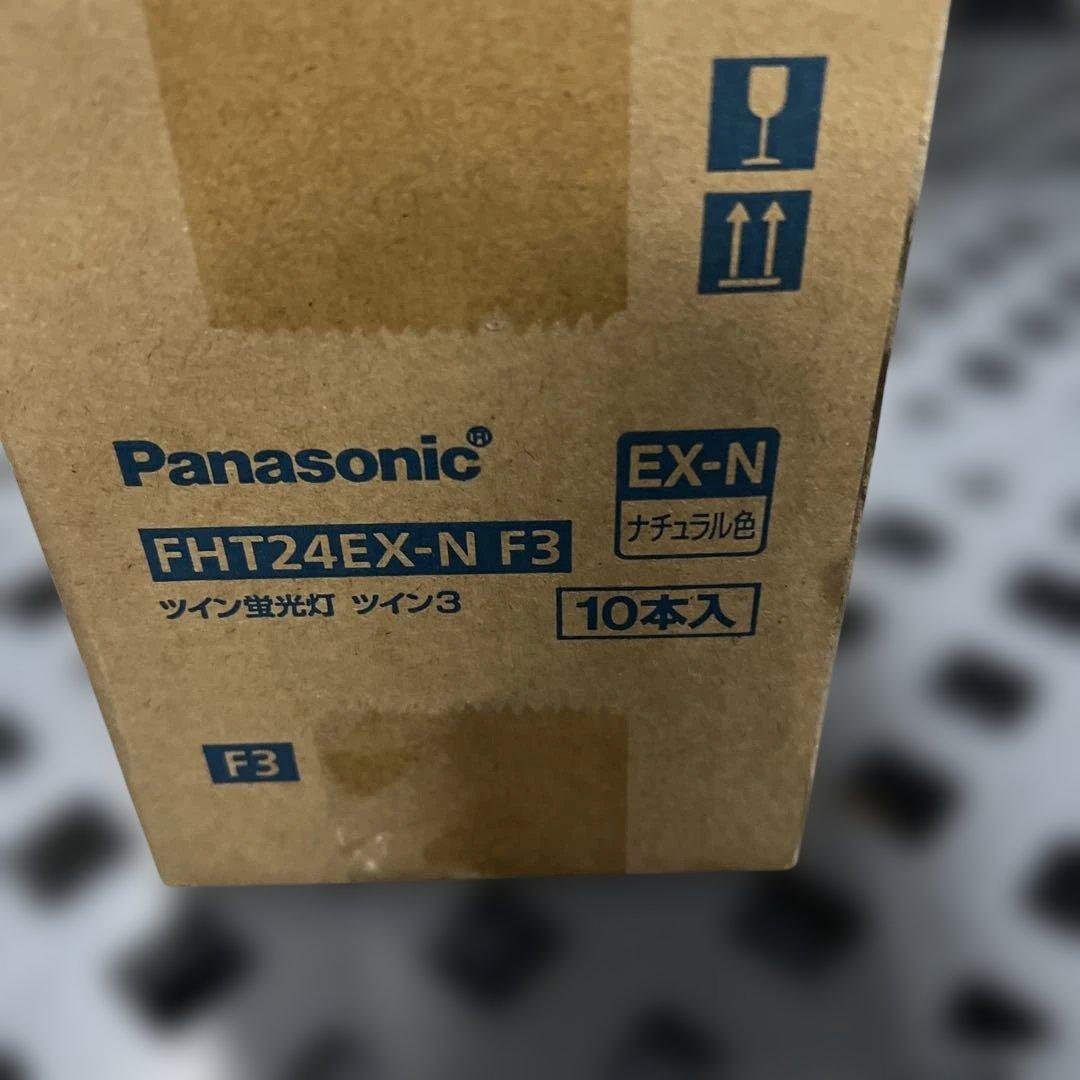 Panasonic®
EX-N
ナチュラル色
FHT24EX-N F3
ツイン蛍光灯 ツイン3
10本入
F3